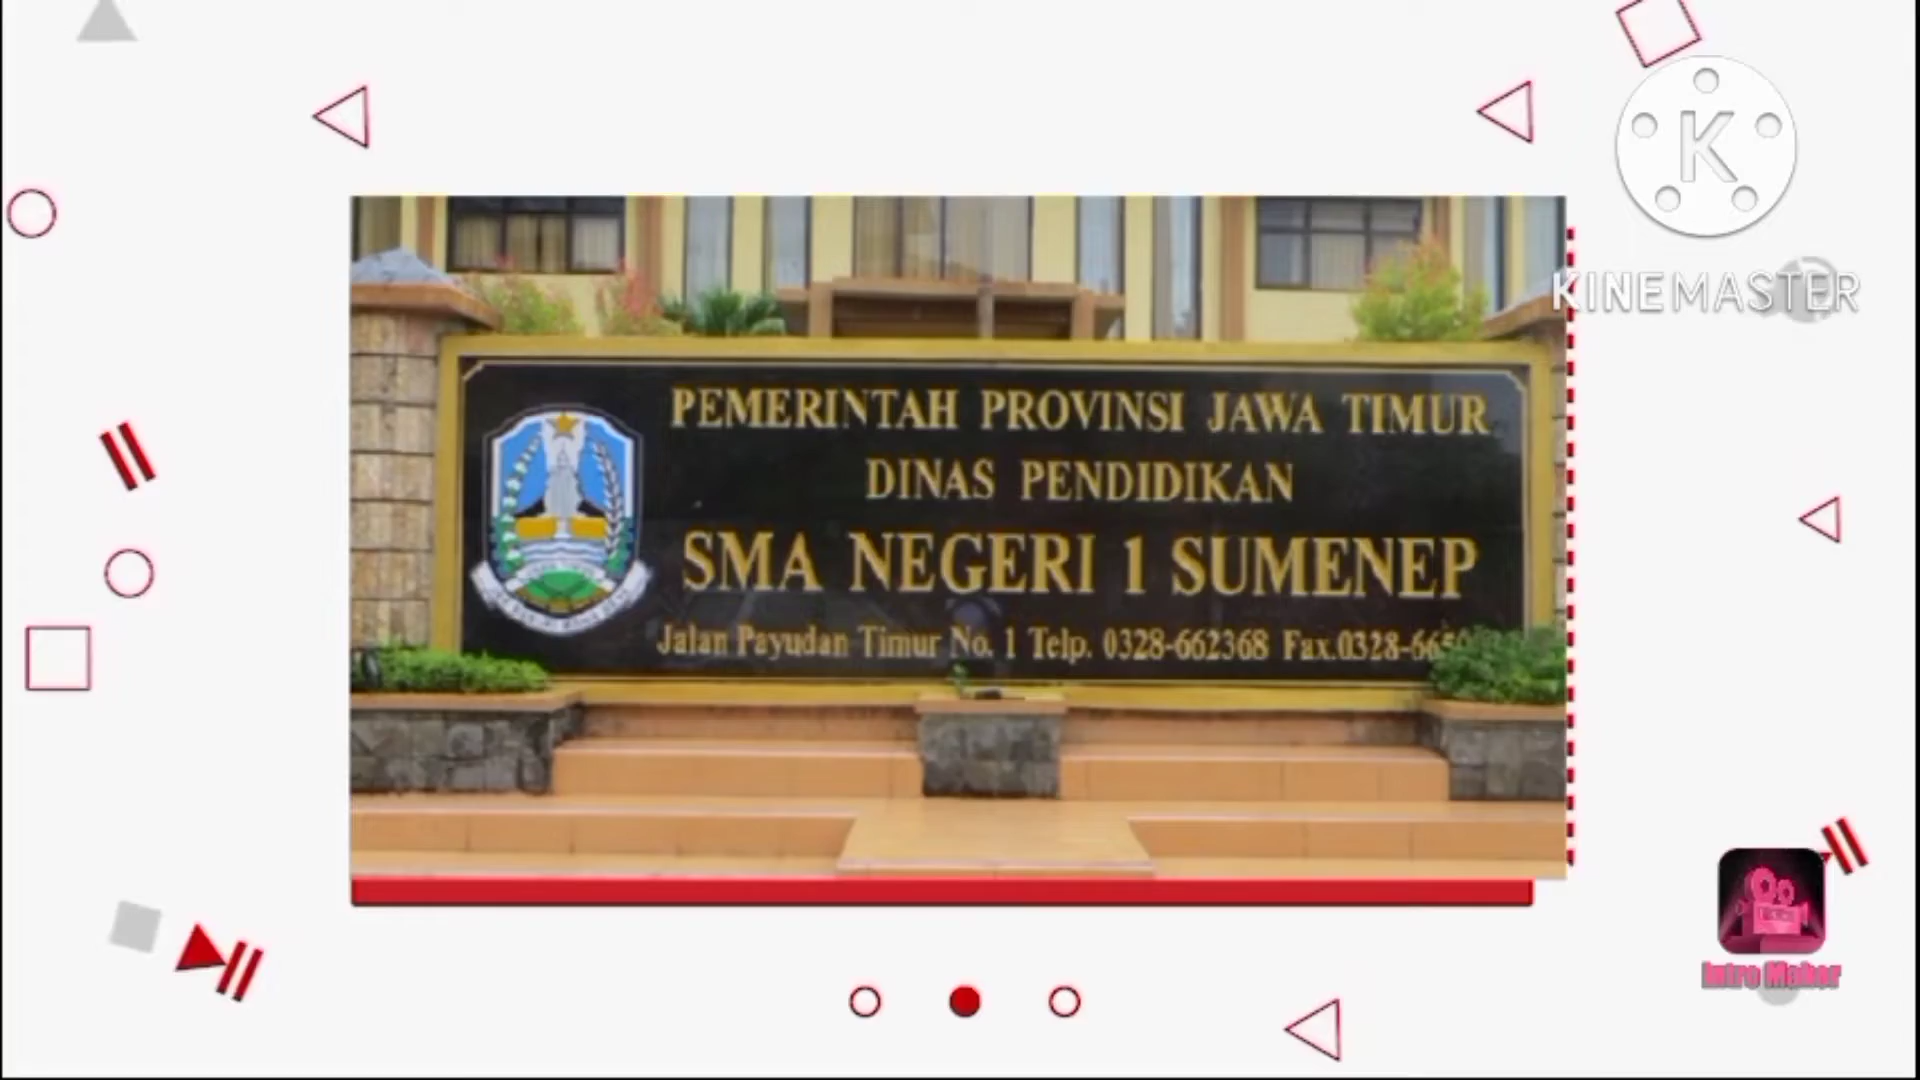 K
KINEMASTER
PEMERINTAH PROVINSI JAWA TIMUR
DINAS PENDIDIKAN
SMA NEGERI 1 SUMENEP
Jalan Payudan Timur No. 1 Telp. 0328-662368 Fax.
Intro Maker